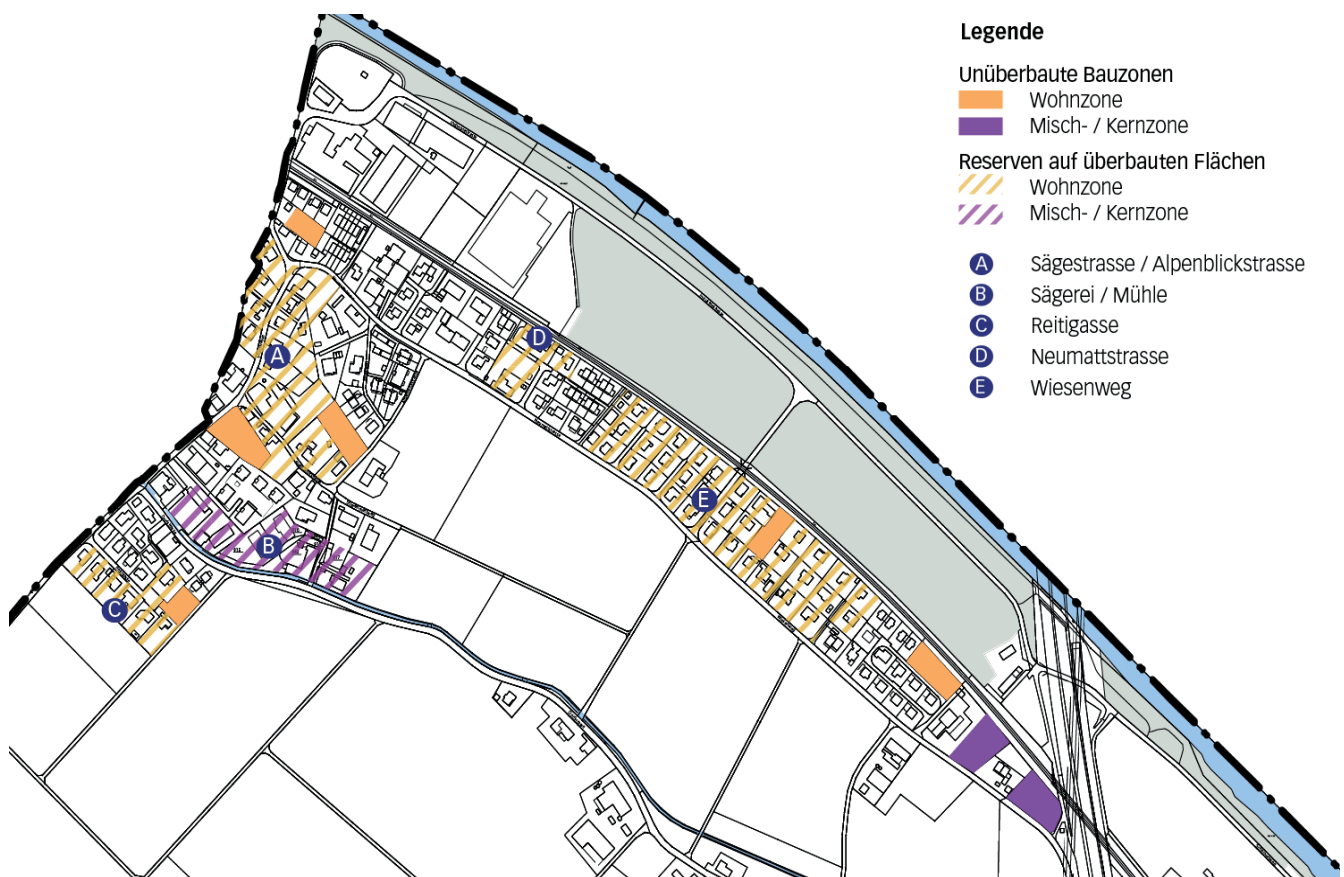 Legende
Unüberbaute Bauzonen
Wohnzone
Misch- / Kernzone
Reserven auf überbauten Flächen
Wohnzone
Misch- / Kernzone
A Sägestrasse / Alpenblickstrasse
B Sägerei / Mühle
C Reitigasse
D Neumattstrasse
E Wiesenweg
A
D
E
B
C